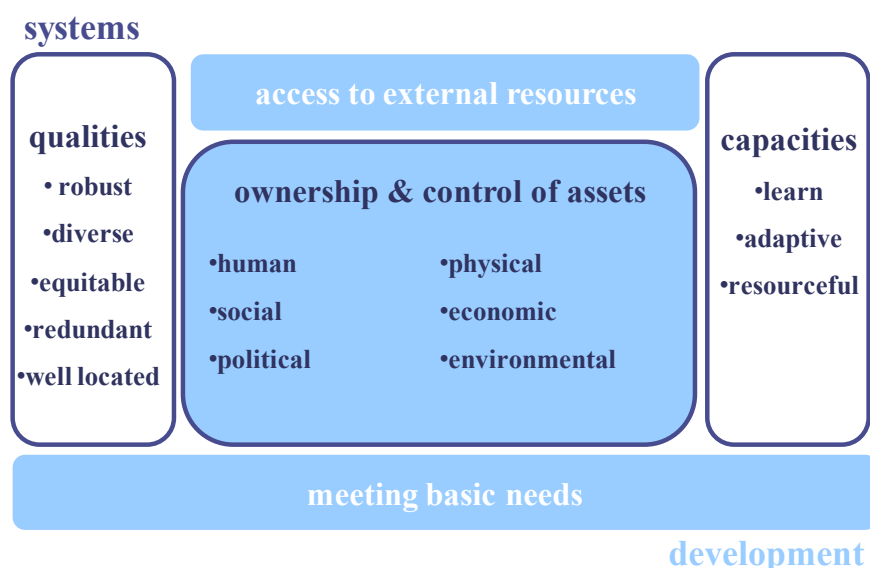 systems
access to external resources
qualities
• robust
•diverse
•equitable
•redundant
•well located
ownership & control of assets
•human
•social
•political
•physical
•economic
•environmental
capacities
•learn
•adaptive
•resourceful
meeting basic needs
development